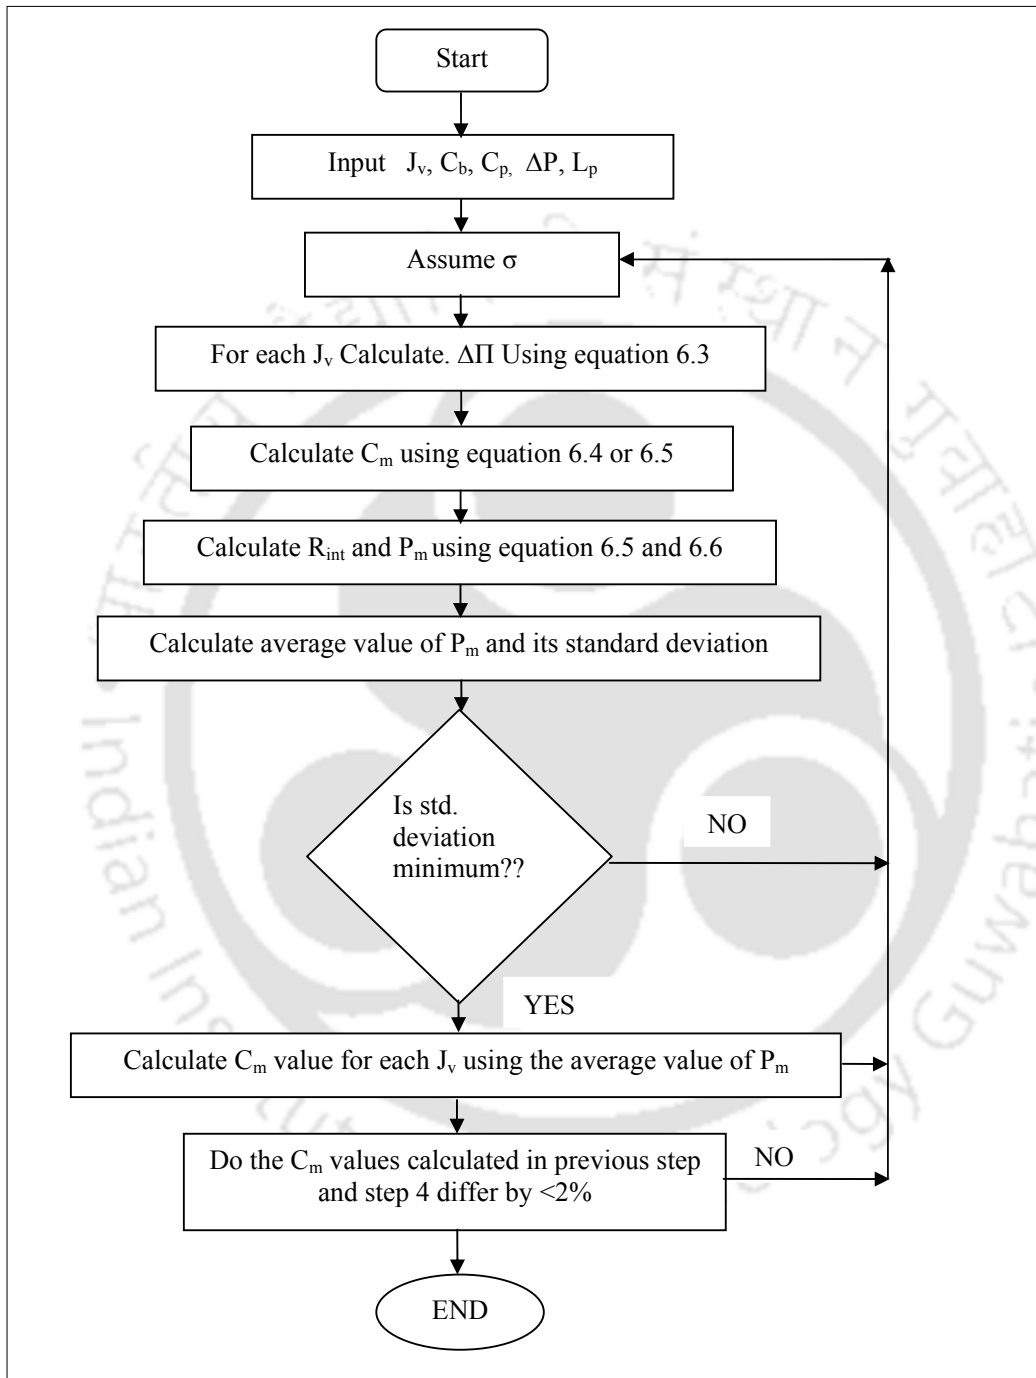 Start
Input J_v, C_b, C_p, ΔP, L_p
Assume σ
For each J_v Calculate. ΔΠ Using equation 6.3
Calculate C_m using equation 6.4 or 6.5
Calculate R_int and P_m using equation 6.5 and 6.6
Calculate average value of P_m and its standard deviation
Is std.
deviation
minimum??
NO
YES
Calculate C_m value for each J_v using the average value of P_m
Do the C_m values calculated in previous step
and step 4 differ by <2%
NO
END
Indian Ins